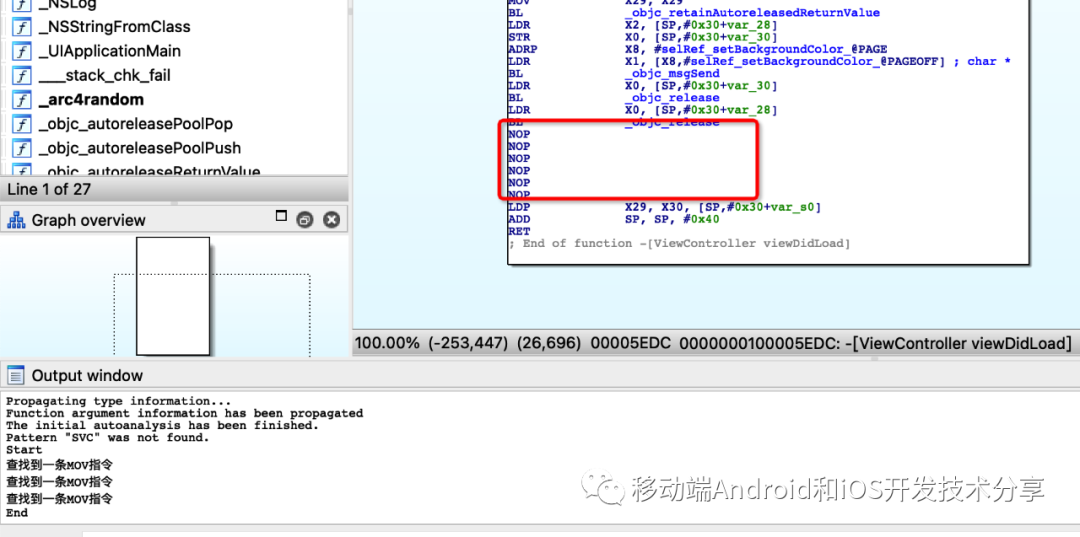 _NSLog
_NSStringFromClass
_UIApplicationMain
____stack_chk_fail
_arc4random
_objc_autoreleasePoolPop
_objc_autoreleasePoolPush
_objc_autoreleaseReturnValue
Line 1 of 27
Graph overview
MOV X29, X29
BL _objc_retainAutoreleasedReturnValue
LDR X2, [SP,#0x30+var_28]
STR X0, [SP,#0x30+var_30]
ADRP X8, #selRef_setBackgroundColor_@PAGE
LDR X1, [X8,#selRef_setBackgroundColor_@PAGEOFF] ; char *
BL _objc_msgSend
LDR X0, [SP,#0x30+var_30]
BL _objc_release
LDR X0, [SP,#0x30+var_28]
BL _objc_release
NOP
NOP
NOP
NOP
NOP
NOP
LDP X29, X30, [SP,#0x30+var_s0]
ADD SP, SP, #0x40
RET
; End of function -[ViewController viewDidLoad]
100.00% (-253,447) (26,696) 00005EDC 0000000100005EDC: -[ViewController viewDidLoad]
Output window
Propagating type information...
Function argument information has been propagated
The initial autoanalysis has been finished.
Pattern "SVC" was not found.
Start
查找到一条MOV指令
查找到一条MOV指令
查找到一条MOV指令
End
移动端Android和iOS开发技术分享